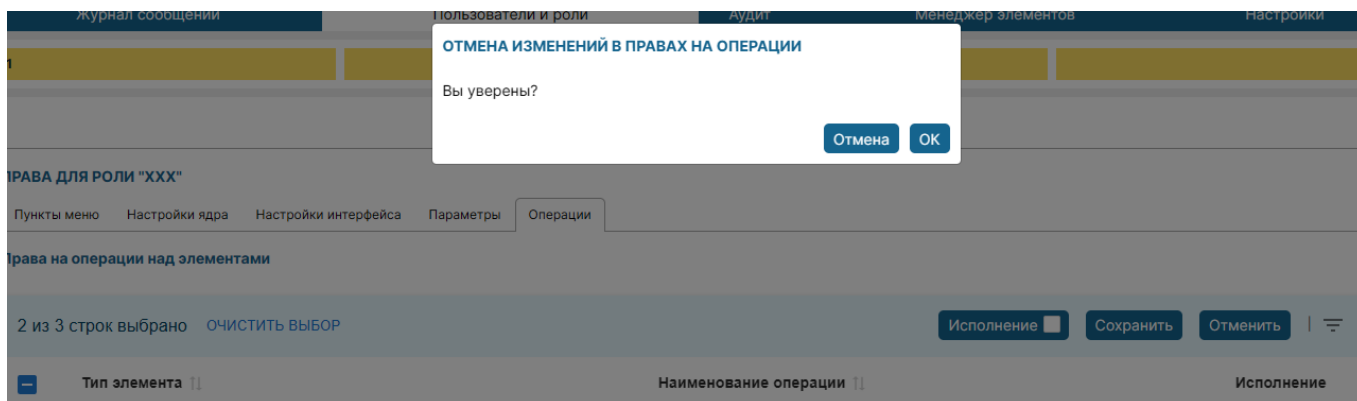 Журнал сообщений Пользователи и роли Аудит Менеджер элементов Настройки
ОТМЕНА ИЗМЕНЕНИЙ В ПРАВАХ НА ОПЕРАЦИИ
1
Вы уверены?
Отмена ОК
ПРАВА ДЛЯ РОЛИ "XXX"
Пункты меню Настройки ядра Настройки интерфейса Параметры Операции
Права на операции над элементами
2 из 3 строк выбрано ОЧИСТИТЬ ВЫБОР Исполнение Сохранить Отменить
Тип элемента Наименование операции Исполнение